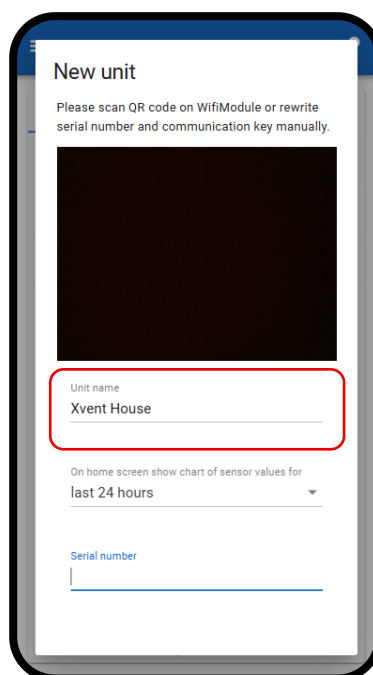 New unit
Please scan QR code on WifiModule or rewrite
serial number and communication key manually.
Unit name
Xvent House
On home screen show chart of sensor values for
last 24 hours
Serial number